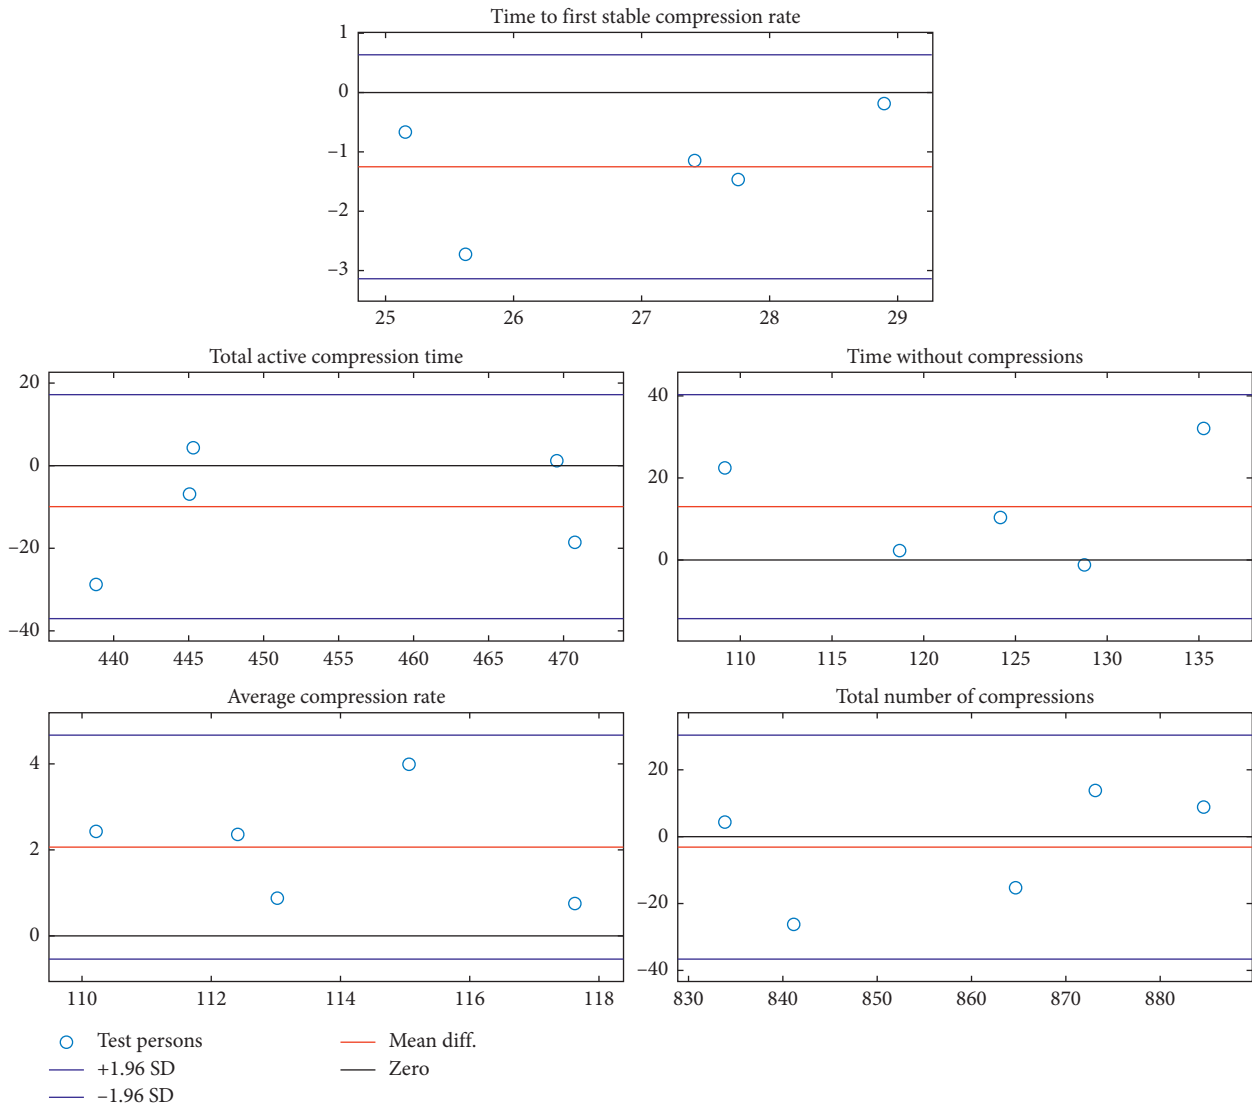 Time to first stable compression rate
1
0
−1
−2
−3
25 26 27 28 29
Total active compression time
20
0
−20
−40
440 445 450 455 460 465 470
Time without compressions
40
20
0
110 115 120 125 130 135
Average compression rate
4
2
0
110 112 114 116 118
Total number of compressions
20
0
−20
−40
830 840 850 860 870 880
Test persons
+1.96 SD
−1.96 SD
Mean diff.
Zero